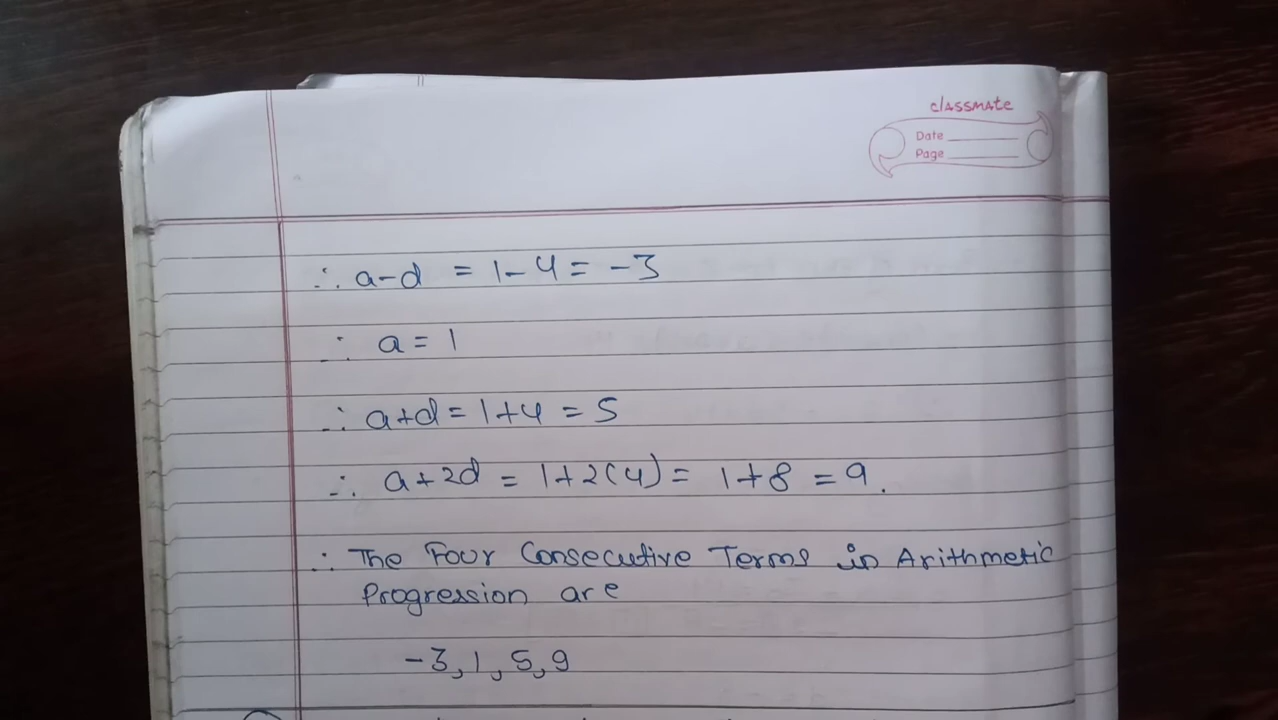 classmate
Date
Page
∴ a-d = 1-4 = -3
∴ a = 1
∴ a+d = 1+4 = 5
∴ a+2d = 1+2(4) = 1+8 = 9.
∴ The Four Consecutive Terms in Arithmetic
Progression are
-3, 1, 5, 9